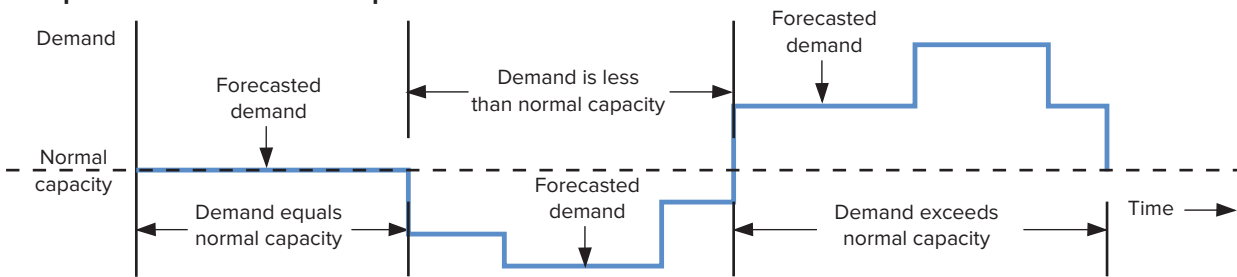 Demand
Forecasted
demand
Demand is less
than normal capacity
Forecasted
demand
Normal
capacity
Demand equals
normal capacity
Forecasted
demand
Demand exceeds
normal capacity
Time